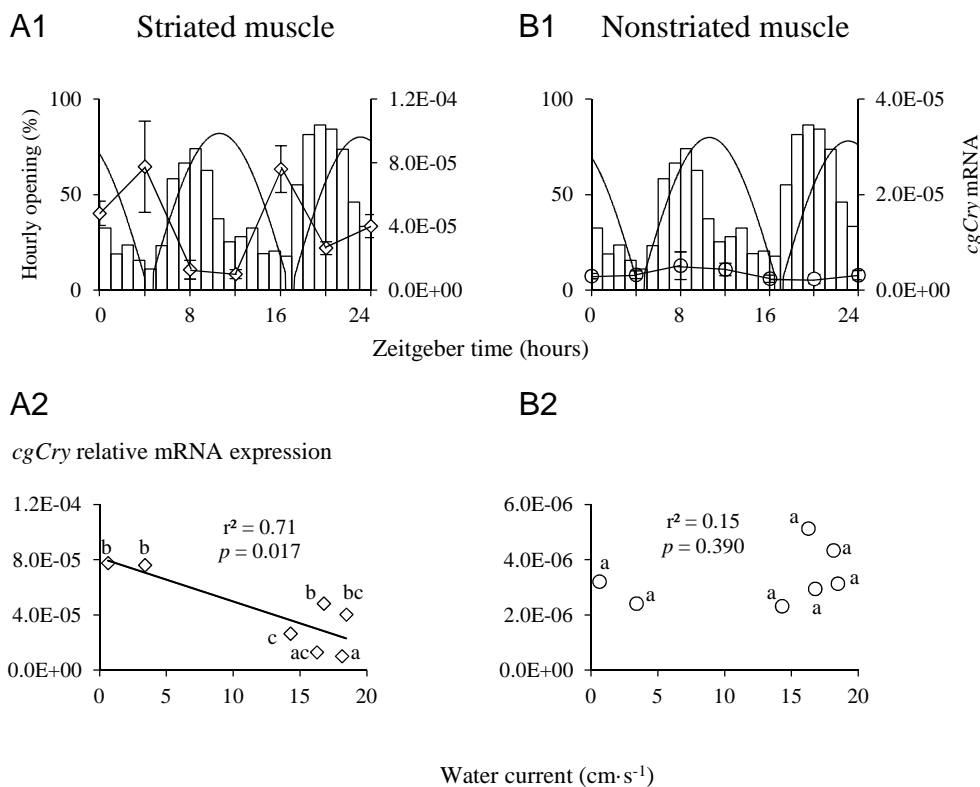 A1
Striated muscle
B1
Nonstriated muscle
Hourly opening (%)
100
50
0
1.2E-04
8.0E-05
4.0E-05
0.0E+00
0 8 16 24
100
50
0
4.0E-05
2.0E-05
0.0E+00
cgCry mRNA
0 8 16 24
Zeitgeber time (hours)
A2
B2
cgCry relative mRNA expression
1.2E-04
8.0E-05
4.0E-05
0.0E+00
r² = 0.71
p = 0.017
b b
b bc
c
ac a
0 5 10 15 20
6.0E-06
4.0E-06
2.0E-06
0.0E+00
r² = 0.15
p = 0.390
a
a
a
a
a
a
a
0 5 10 15 20
Water current (cm·s⁻¹)